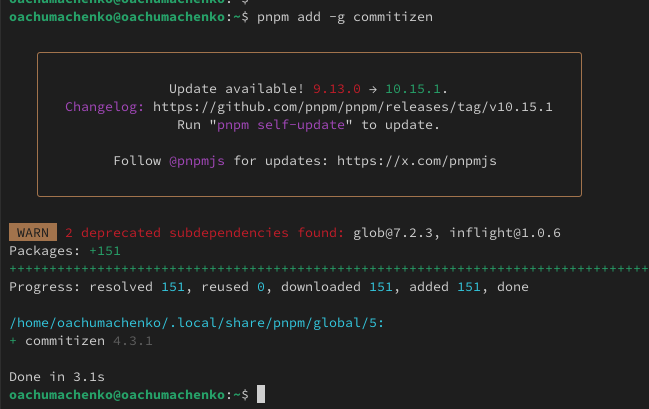 oachumachenko@oachumachenko:~$
oachumachenko@oachumachenko:~$ pnpm add -g commitizen
Update available! 9.13.0 → 10.15.1.
Changelog: https://github.com/pnpm/pnpm/releases/tag/v10.15.1
Run "pnpm self-update" to update.
Follow @pnpmjs for updates: https://x.com/pnpmjs
WARN 2 deprecated subdependencies found: glob@7.2.3, inflight@1.0.6
Packages: +151
++++++++++++++++++++++++++++++++++++++++++++++++++++++++++++++++++++++++++++++++
Progress: resolved 151, reused 0, downloaded 151, added 151, done
/home/oachumachenko/.local/share/pnpm/global/5:
+ commitizen 4.3.1
Done in 3.1s
oachumachenko@oachumachenko:~$